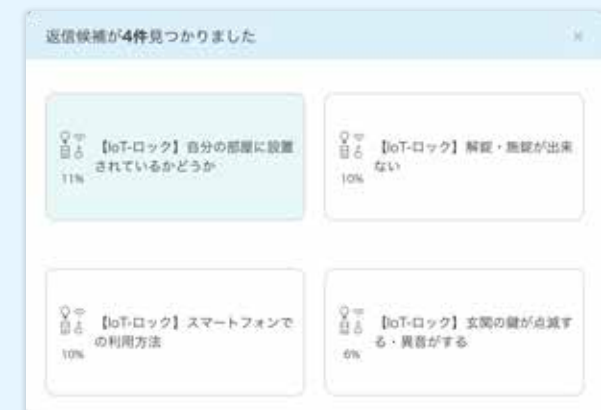 返信候補が4件見つかりました
×
【IoT-ロック】自分の部屋に設置
されているかどうか
11%
【IoT-ロック】解錠・施錠が出来
ない
10%
【IoT-ロック】スマートフォンで
の利用方法
10%
【IoT-ロック】玄関の鍵が点滅す
る・異音がする
6%